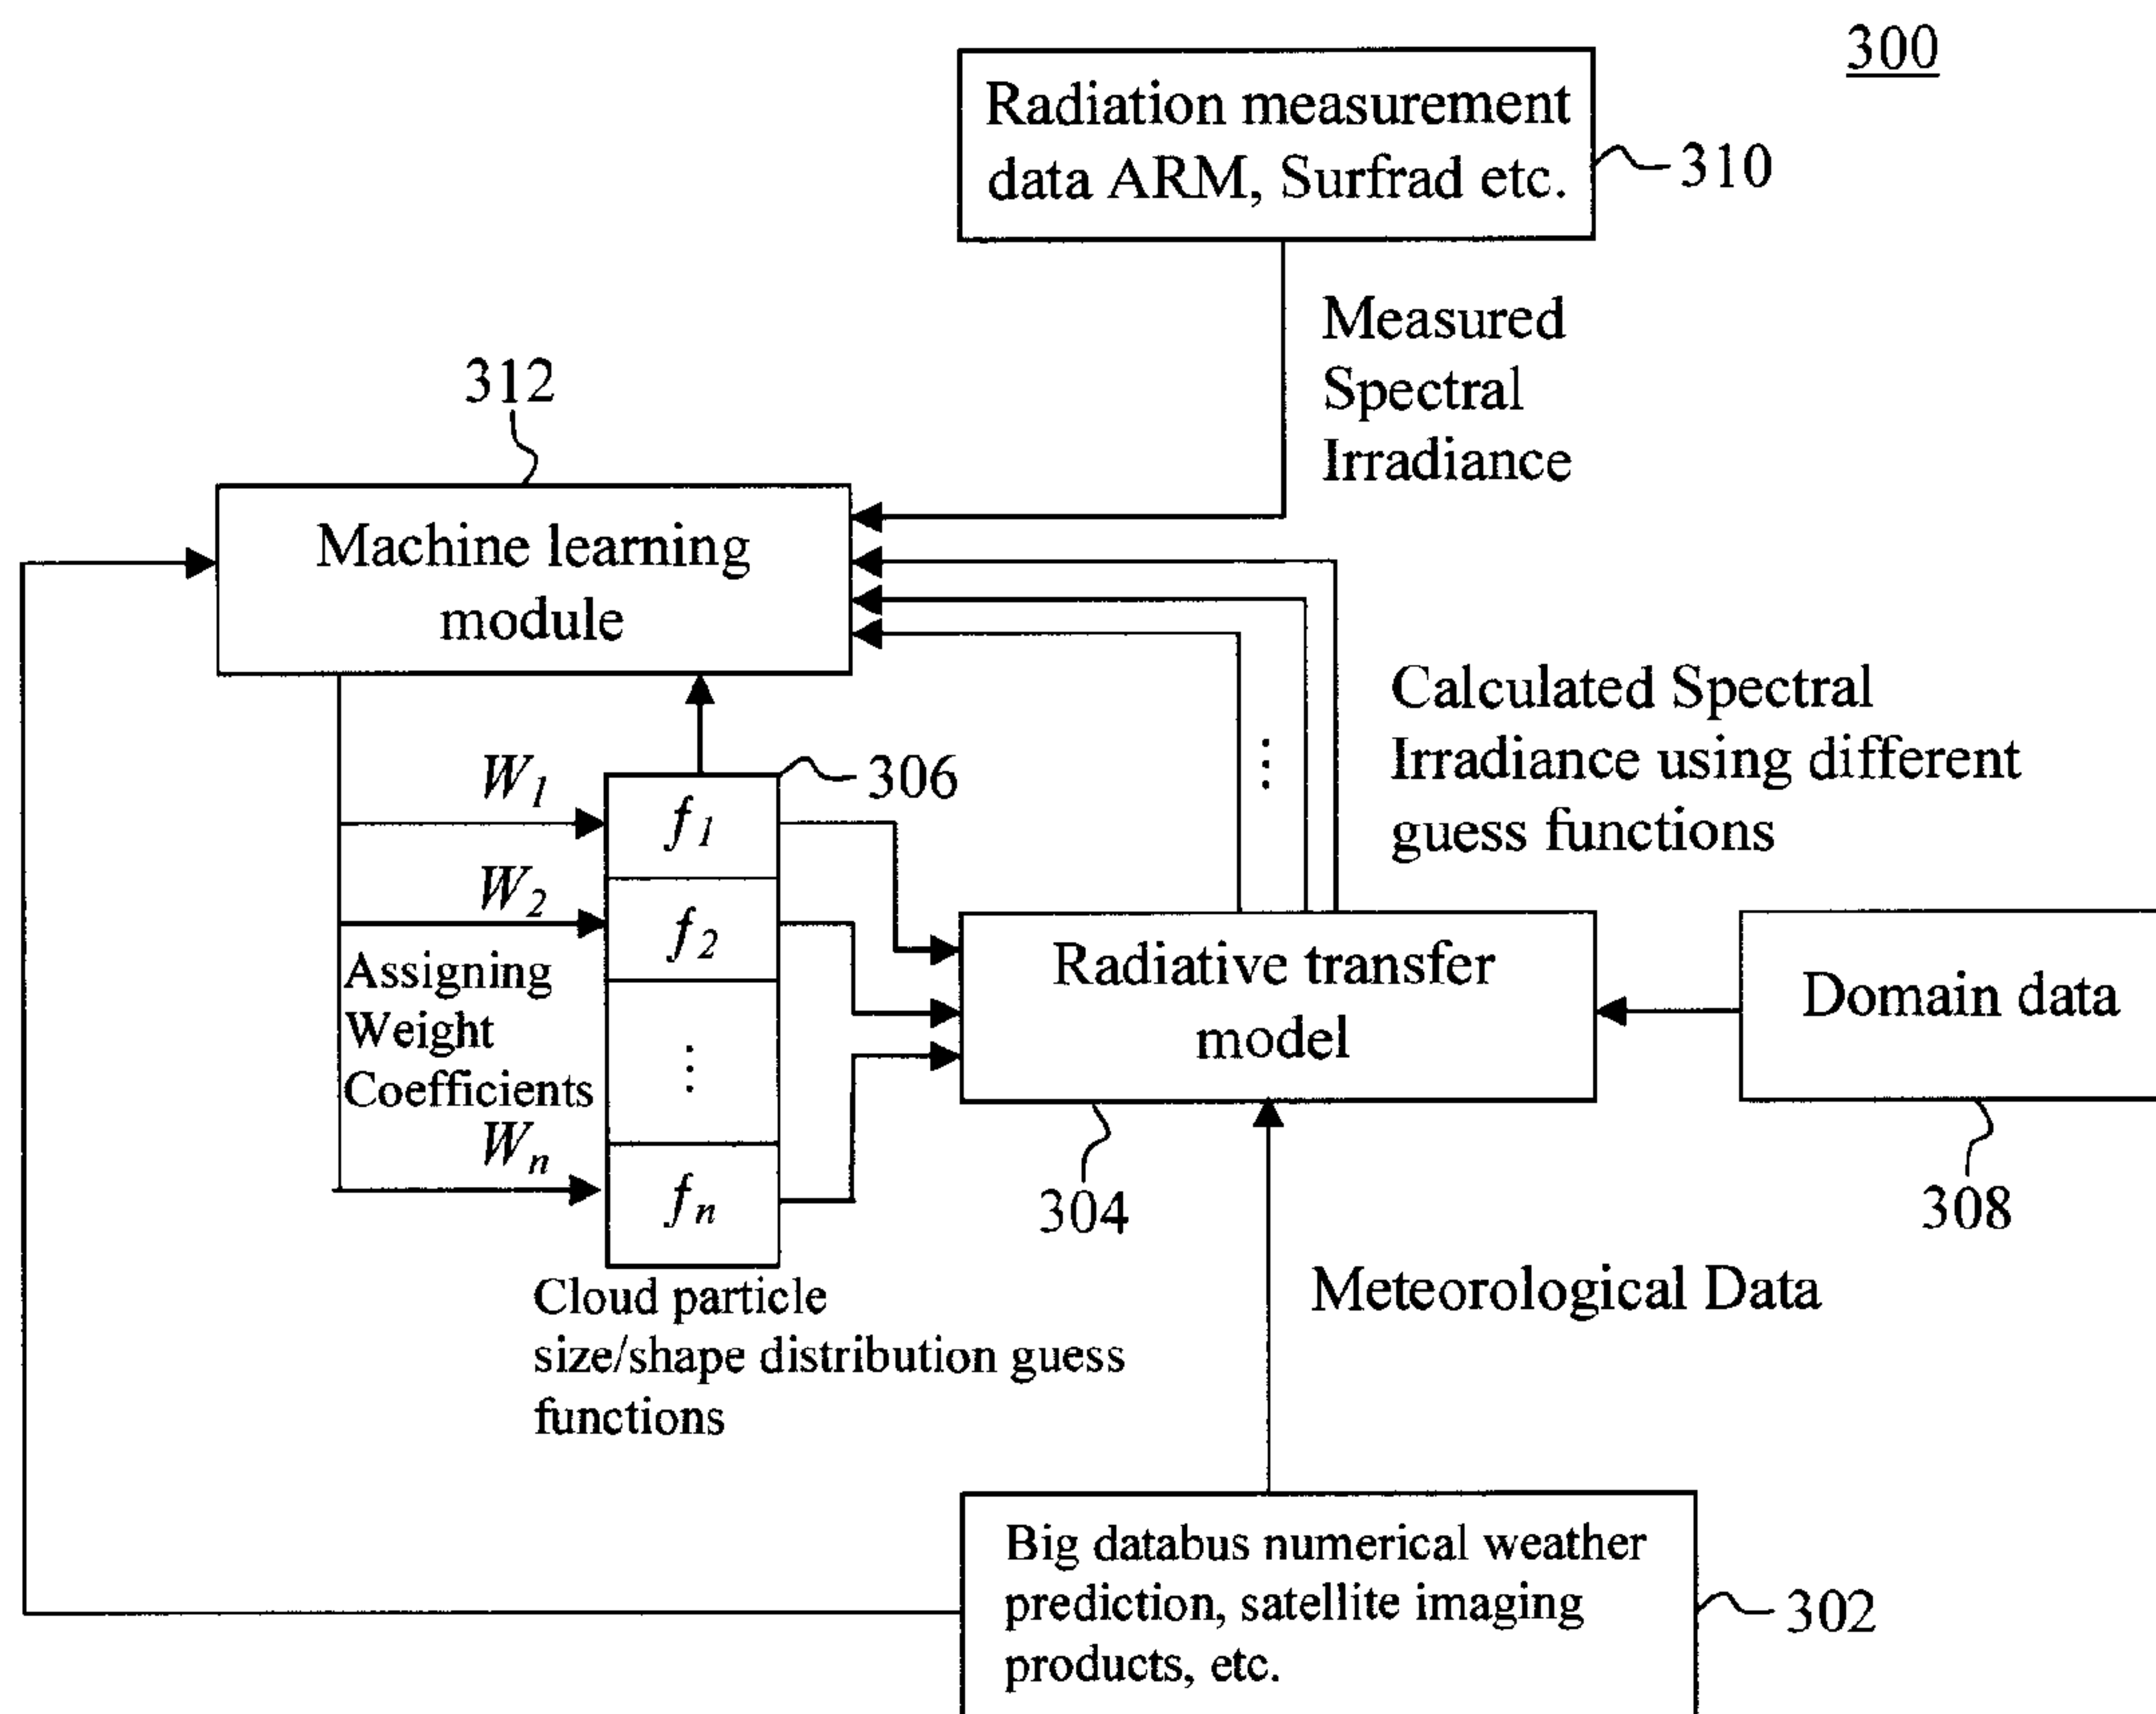 300
Radiation measurement
data ARM, Surfrad etc.
310
Measured
Spectral
Irradiance
312
Machine learning
module
Calculated Spectral
Irradiance using different
guess functions
⋮
W1
306
f1
W2
f2
Assigning
Weight
Coefficients
⋮
Wn
fn
Cloud particle
size/shape distribution guess
functions
Radiative transfer
model
304
Domain data
308
Meteorological Data
Big databus numerical weather
prediction, satellite imaging
products, etc.
302